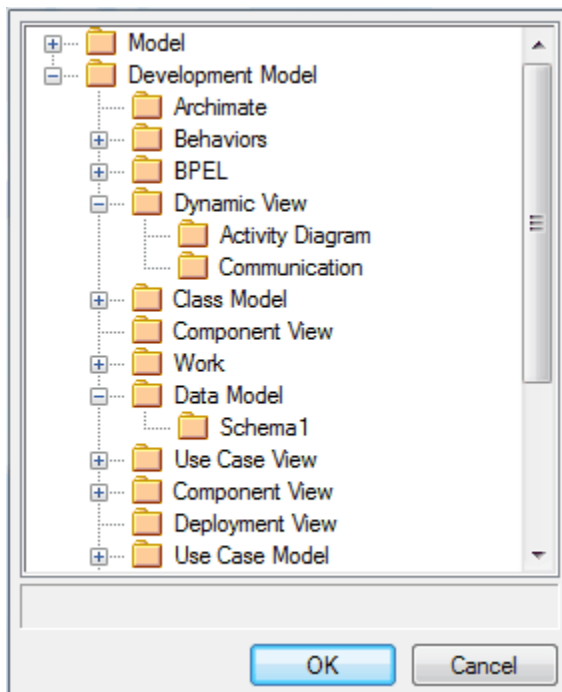 Model
Development Model
Archimate
Behaviors
BPEL
Dynamic View
Activity Diagram
Communication
Class Model
Component View
Work
Data Model
Schema1
Use Case View
Component View
Deployment View
Use Case Model
OK
Cancel